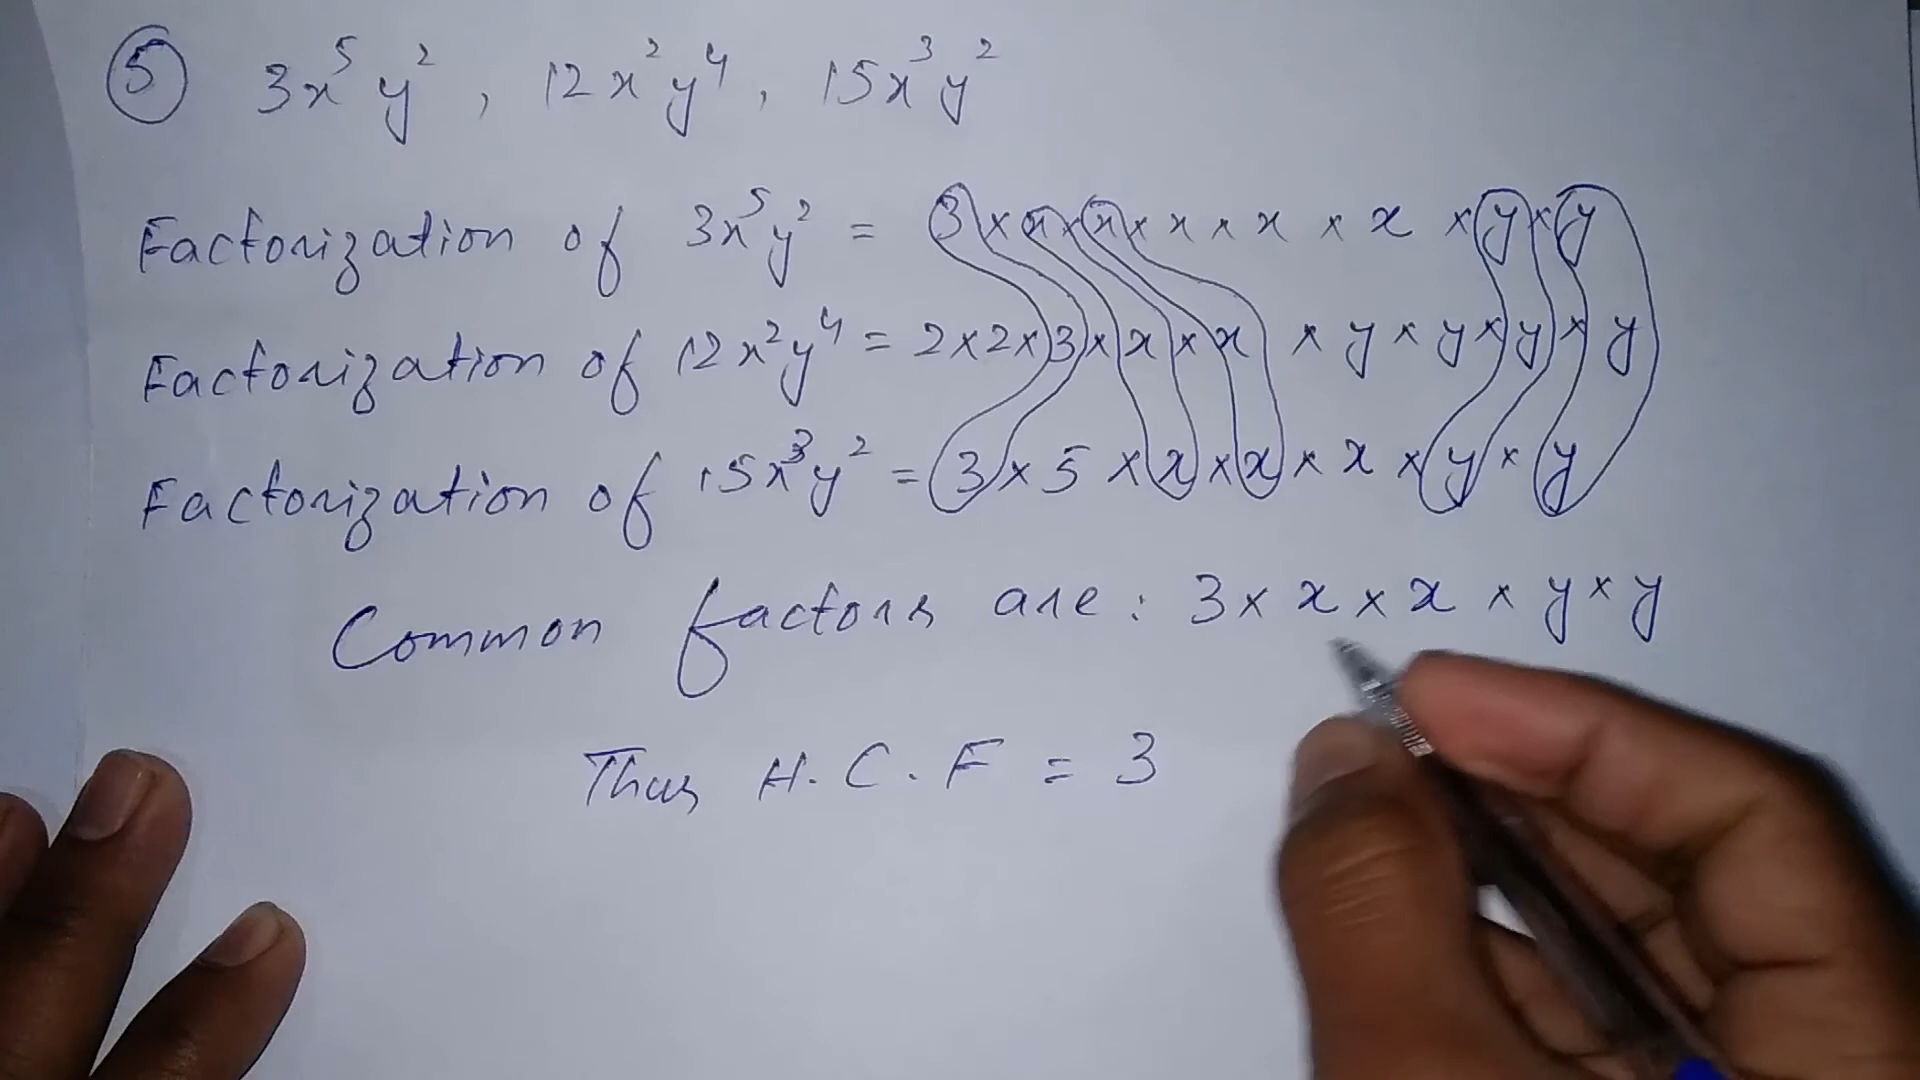 ⑤ 3x⁵y², 12x²y⁴, 15x³y²
Factorization of 3x⁵y² = 3×x×x×x×x×x×y×y
Factorization of 12x²y⁴ = 2×2×3×x×x×y×y×y×y
Factorization of 15x³y² = 3×5×x×x×x×y×y
Common factors are: 3×x×x×y×y
Thus H.C.F = 3